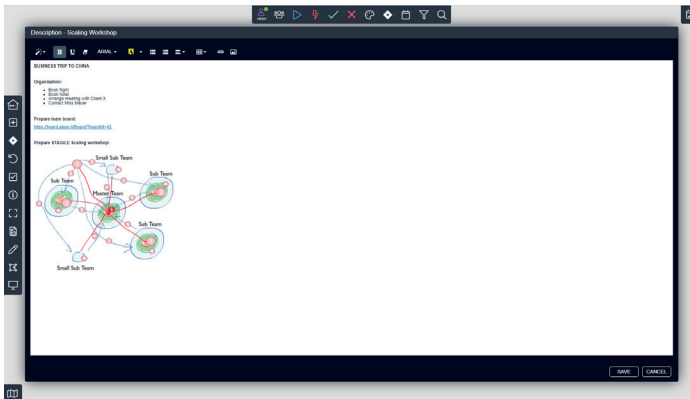 Description - Scaling Workshop
B U ARIAL A
BUSINESS TRIP TO CHINA
Organization:
Book flight
Book hotel
Arrange meeting with Client X
Contact Miss Meyer
Prepare team board:
Prepare STAGILE Scaling workshop:
Small Sub Team
Sub Team
Sub Team
Master Team
Sub Team
Small Sub Team
SAVE CANCEL